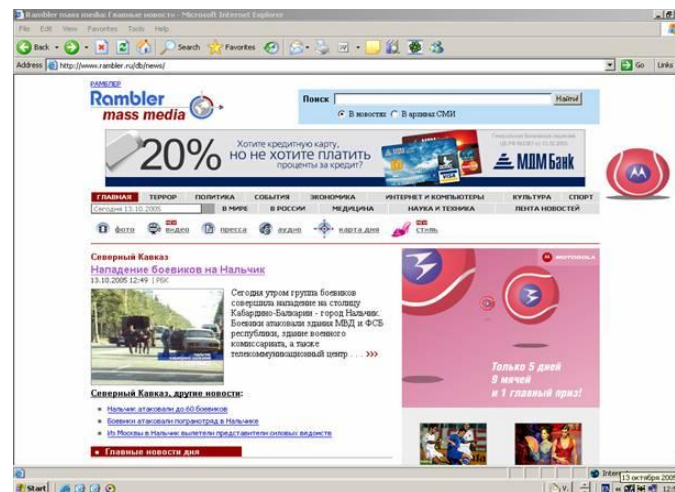 Rambler mass media: Главные новости - Microsoft Internet Explorer
File Edit View Favorites Tools Help
Back Search Favorites
Address http://www.rambler.ru/db/news/ Go Links
РАМБЛЕР
Rambler
mass media
Поиск Найти!
В новостях В архивах СМИ
20%
Хотите кредитную карту,
но не хотите платить
проценты за кредит?
МДМ Банк
VISA
ГЛАВНАЯ ТЕРРОР ПОЛИТИКА СОБЫТИЯ ЭКОНОМИКА ИНТЕРНЕТ И КОМПЬЮТЕРЫ КУЛЬТУРА СПОРТ
Сегодня 13.10.2005 В МИРЕ В РОССИИ МЕДИЦИНА НАУКА И ТЕХНИКА ЛЕНТА НОВОСТЕЙ
NEW NEW
фото видео пресса аудио карта дня стиль
Северный Кавказ
Нападение боевиков на Нальчик
13.10.2005 12:49 | РБК
Сегодня утром группа боевиков
совершила нападение на столицу
Кабардино-Балкарии - город Нальчик.
Боевики атаковали здания МВД и ФСБ
республики, здание военного
комиссариата, а также
телекоммуникационный центр . . . >>>
Северный Кавказ, другие новости:
Нальчик атаковали до 60 боевиков
Боевики атаковали погранотряд в Нальчике
Из Москвы в Нальчик вылетели представители силовых ведомств
Главные новости дня
MOTOROLA
Только 5 дней
9 мячей
и 1 главный приз!
13 октября 2005
Start